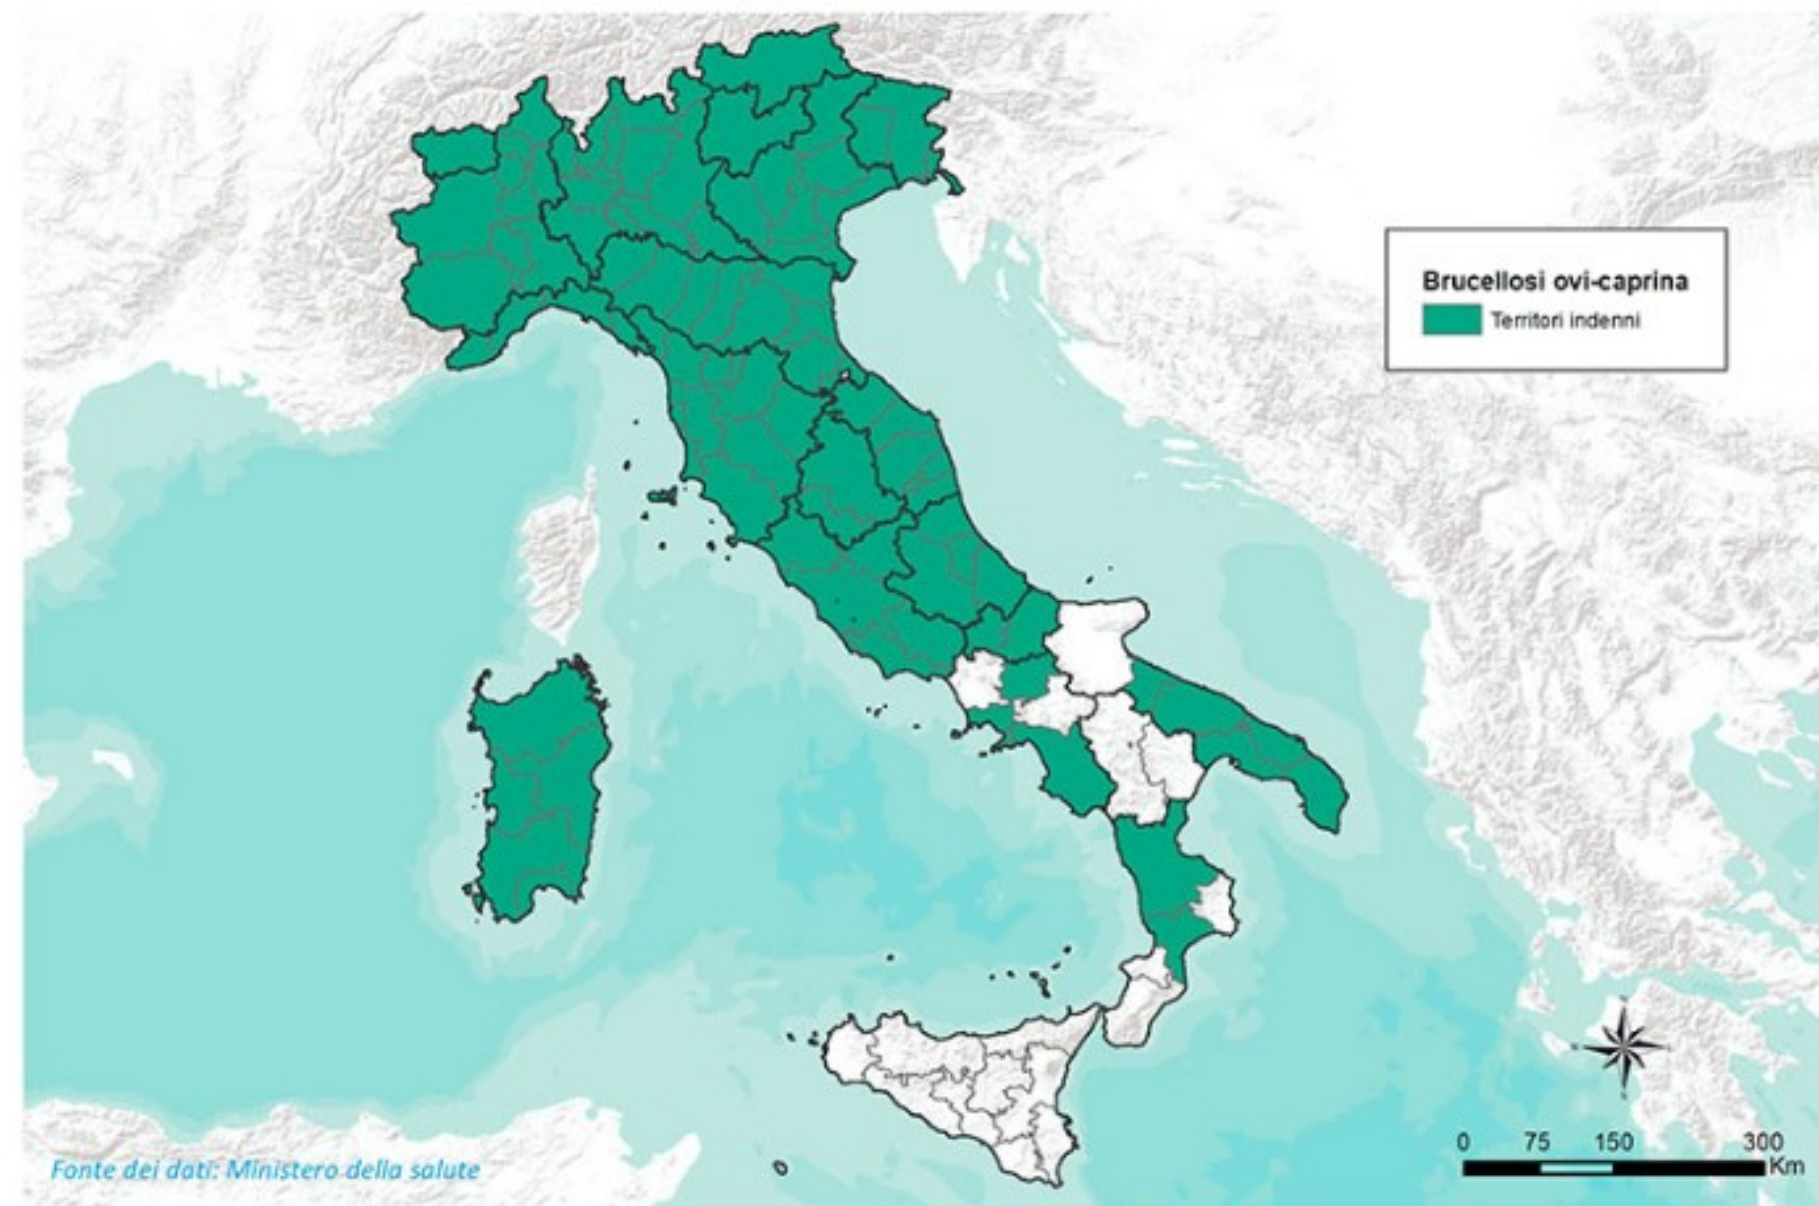 Brucellosi ovi-caprina
Territori indenni
0 75 150 300
Km
Fonte dei dati: Ministero della salute